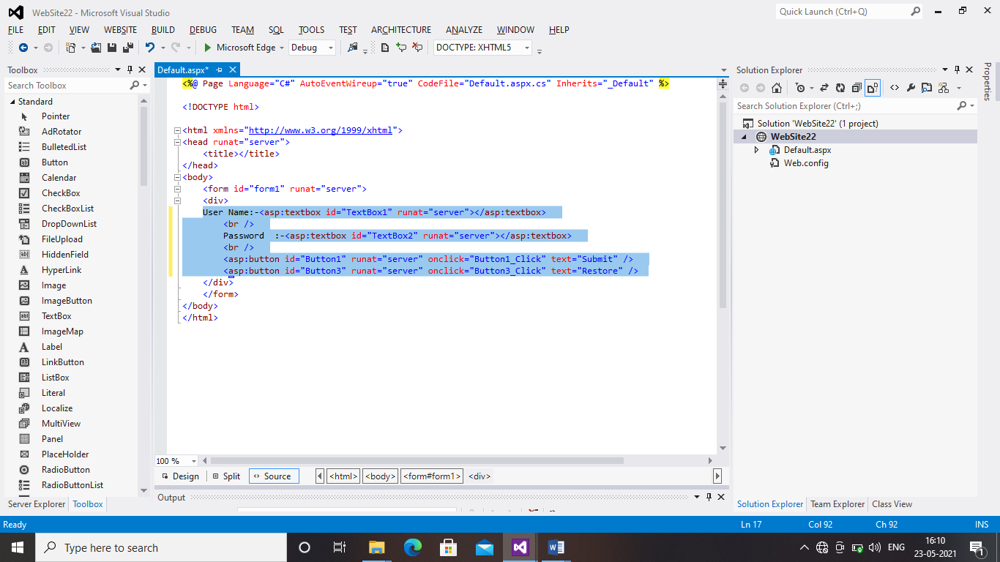 WebSite22 - Microsoft Visual Studio
Quick Launch (Ctrl+Q)
FILE EDIT VIEW WEBSITE BUILD DEBUG TEAM SQL TOOLS TEST ARCHITECTURE ANALYZE WINDOW HELP
Microsoft Edge Debug DOCTYPE: XHTML5
Toolbox
Search Toolbox
Standard
Pointer
AdRotator
BulletedList
Button
Calendar
CheckBox
CheckBoxList
DropDownList
FileUpload
HiddenField
HyperLink
Image
ImageButton
TextBox
ImageMap
Label
LinkButton
ListBox
Literal
Localize
MultiView
Panel
PlaceHolder
RadioButton
RadioButtonList
Server Explorer Toolbox
Default.aspx*
<%@ Page Language="C#" AutoEventWireup="true" CodeFile="Default.aspx.cs" Inherits="_Default" %>
<!DOCTYPE html>
<html xmlns="http://www.w3.org/1999/xhtml">
<head runat="server">
<title></title>
</head>
<body>
<form id="form1" runat="server">
<div>
User Name:-<asp:textbox id="TextBox1" runat="server"></asp:textbox>
<br />
Password  :-<asp:textbox id="TextBox2" runat="server"></asp:textbox>
<br />
<asp:button id="Button1" runat="server" onclick="Button1_Click" text="Submit" />
<asp:button id="Button3" runat="server" onclick="Button3_Click" text="Restore" />
</div>
</form>
</body>
</html>
100 %
Design Split Source <html> <body> <form#form1> <div>
Output
Solution Explorer
Search Solution Explorer (Ctrl+;)
Solution 'WebSite22' (1 project)
WebSite22
Default.aspx
Web.config
Solution Explorer Team Explorer Class View
Properties
Ready Ln 17 Col 92 Ch 92 INS
Type here to search
ENG
16:10
23-05-2021
1